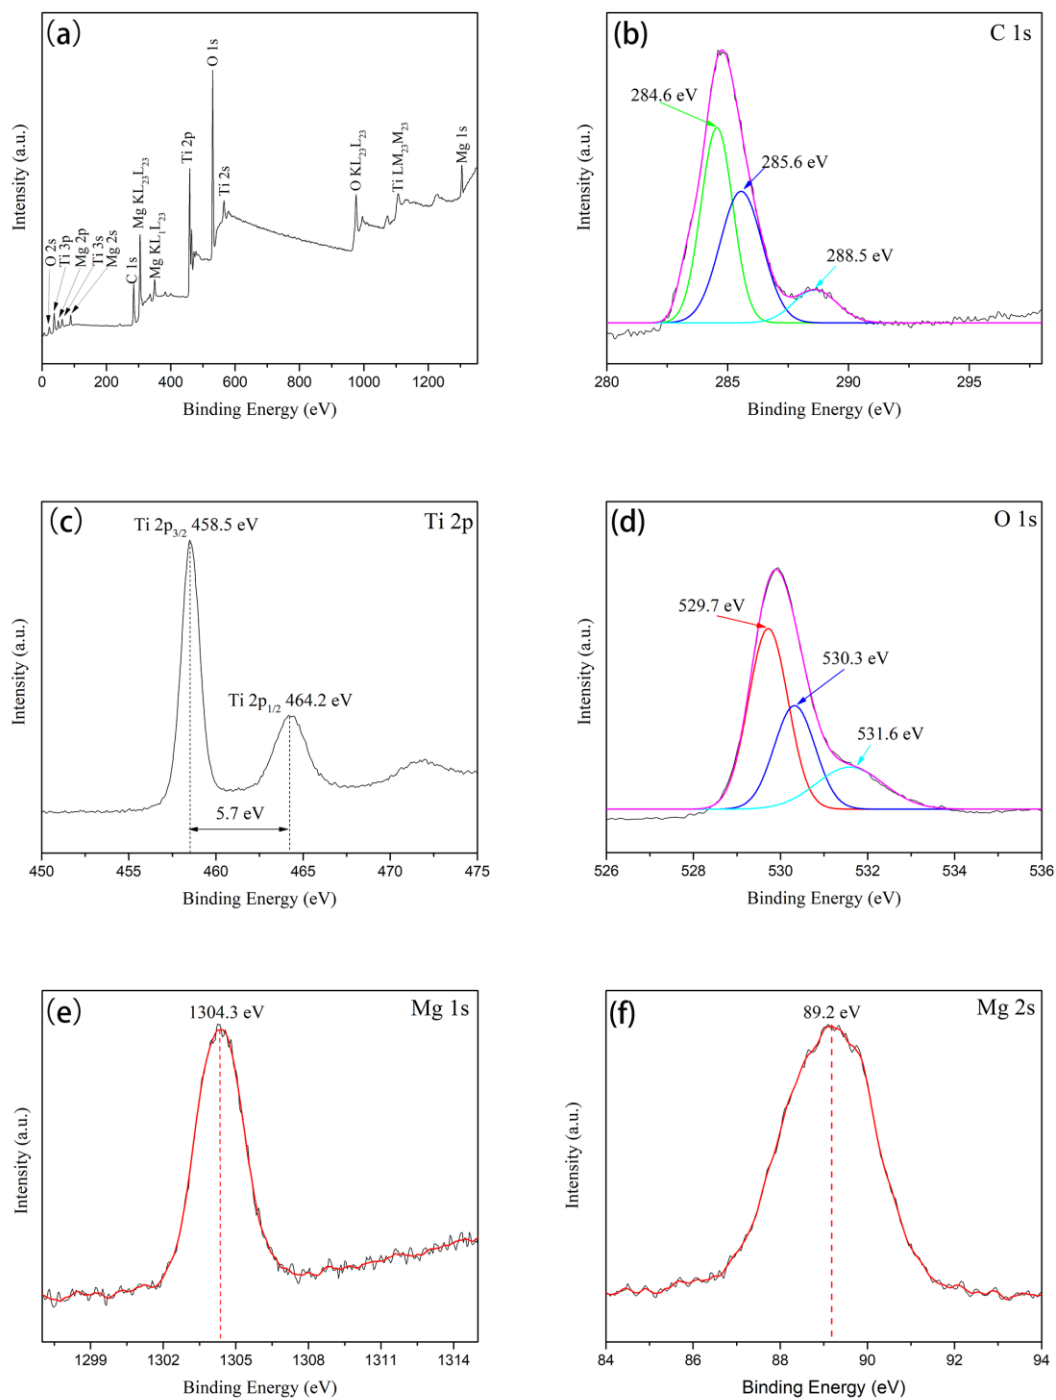 (a)
O 2s
Ti 3p
Mg 2p
Ti 3s
Mg 2s
C 1s
Mg KL23L23
Mg KL1L23
Ti 2p
O 1s
Ti 2s
O KL23L23
Ti LM23M23
Mg 1s
Intensity (a.u.)
0 200 400 600 800 1000 1200
Binding Energy (eV)
(b)
C 1s
284.6 eV
285.6 eV
288.5 eV
Intensity (a.u.)
280 285 290 295
Binding Energy (eV)
(c)
Ti 2p
Ti 2p3/2 458.5 eV
Ti 2p1/2 464.2 eV
5.7 eV
Intensity (a.u.)
450 455 460 465 470 475
Binding Energy (eV)
(d)
O 1s
529.7 eV
530.3 eV
531.6 eV
Intensity (a.u.)
526 528 530 532 534 536
Binding Energy (eV)
(e)
1304.3 eV
Mg 1s
Intensity (a.u.)
1299 1302 1305 1308 1311 1314
Binding Energy (eV)
(f)
89.2 eV
Mg 2s
Intensity (a.u.)
84 86 88 90 92 94
Binding Energy (eV)